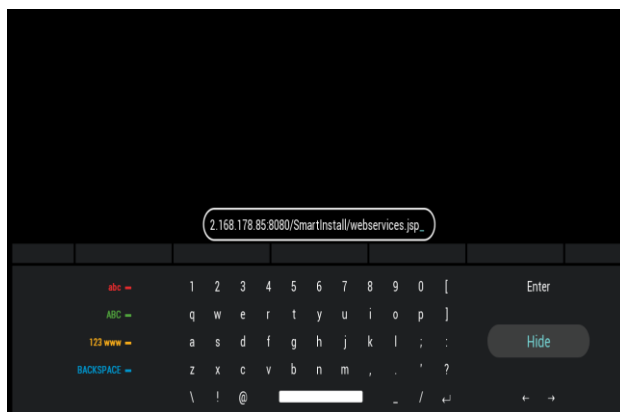 2.168.178.85:8080/SmartInstall/webservices.jsp_
abc 1 2 3 4 5 6 7 8 9 0 [ Enter
ABC q w e r t y u i o p ]
123 www a s d f g h j k l ; : Hide
BACKSPACE z x c v b n m , . ' ?
\ ! @ _ / ↵ ← →